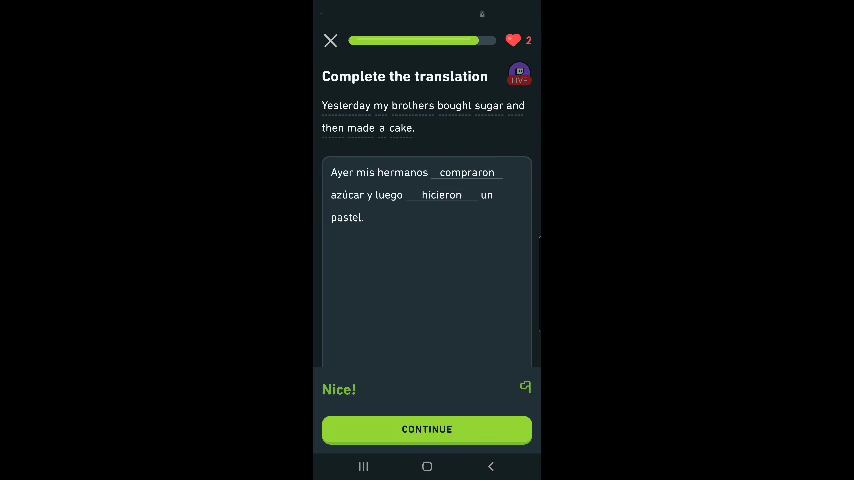 2
Complete the translation
LIVE
Yesterday my brothers bought sugar and
then made a cake.
Ayer mis hermanos compraron
azúcar y luego hicieron un
pastel.
Nice!
CONTINUE